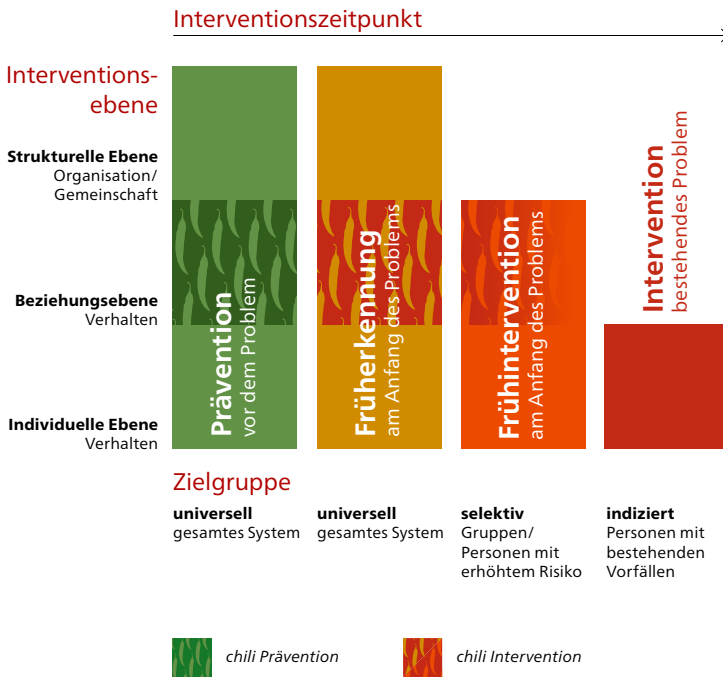 Interventionszeitpunkt
Interventions-
ebene
Strukturelle Ebene
Organisation/
Gemeinschaft
Beziehungsebene
Verhalten
Individuelle Ebene
Verhalten
Prävention
vor dem Problem
Früherkennung
am Anfang des Problems
Frühintervention
am Anfang des Problems
Intervention
bestehendes Problem
Zielgruppe
universell
gesamtes System
universell
gesamtes System
selektiv
Gruppen/
Personen mit
erhöhtem Risiko
indiziert
Personen mit
bestehenden
Vorfällen
chili Prävention
chili Intervention